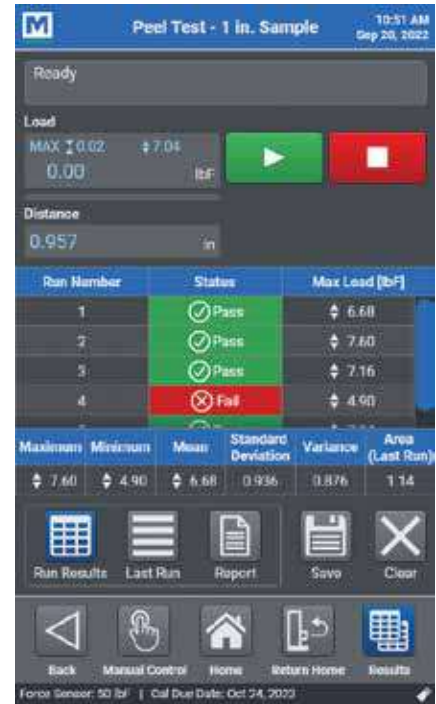 M
Peel Test - 1 in. Sample
10:51 AM
Sep 20, 2022
Ready
Load
MAX 0.02 7.04
0.00 lbF
Distance
0.957 in
Run Number Status Max Load [lbF]
1 Pass 6.68
2 Pass 7.60
3 Pass 7.16
4 Fail 4.90
Maximum Minimum Mean Standard Deviation Variance Area (Last Run)
7.60 4.90 6.68 0.936 0.876 1.14
Run Results Last Run Report Save Clear
Back Manual Control Home Return Home Results
Force Sensor: 50 lbF | Cal Due Date: Oct 24, 2023